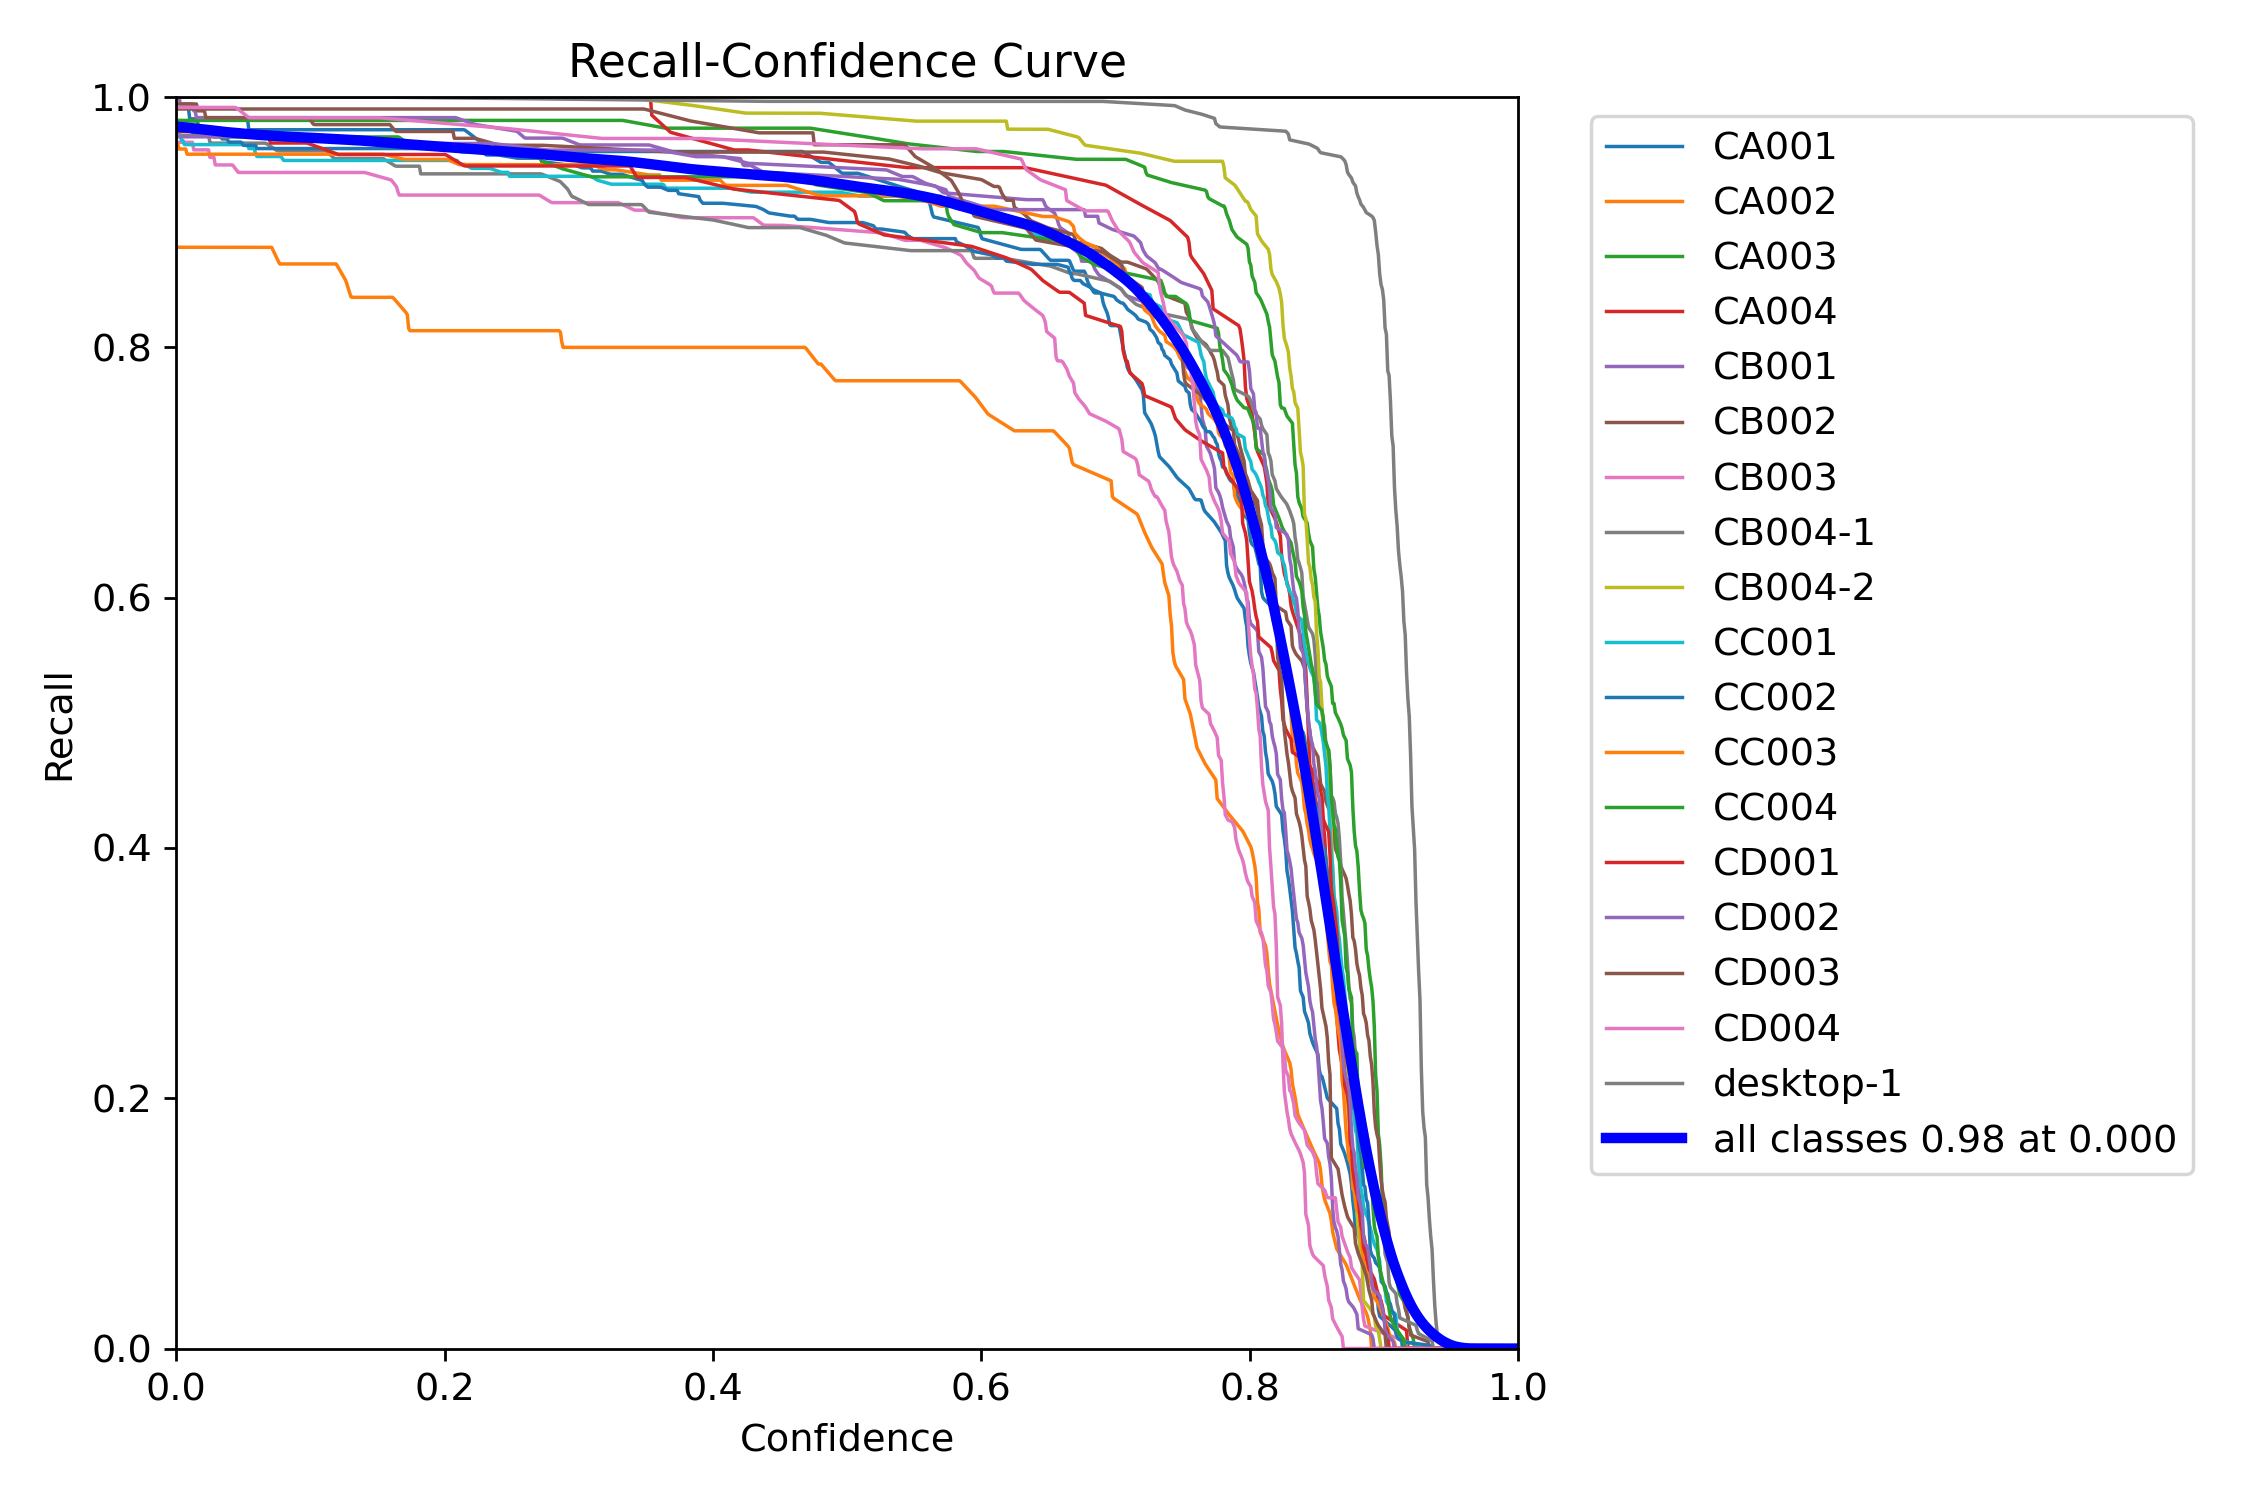 Recall-Confidence Curve
1.0
0.8
0.6
0.4
0.2
0.0
Recall
0.0 0.2 0.4 0.6 0.8 1.0
Confidence
CA001
CA002
CA003
CA004
CB001
CB002
CB003
CB004-1
CB004-2
CC001
CC002
CC003
CC004
CD001
CD002
CD003
CD004
desktop-1
all classes 0.98 at 0.000